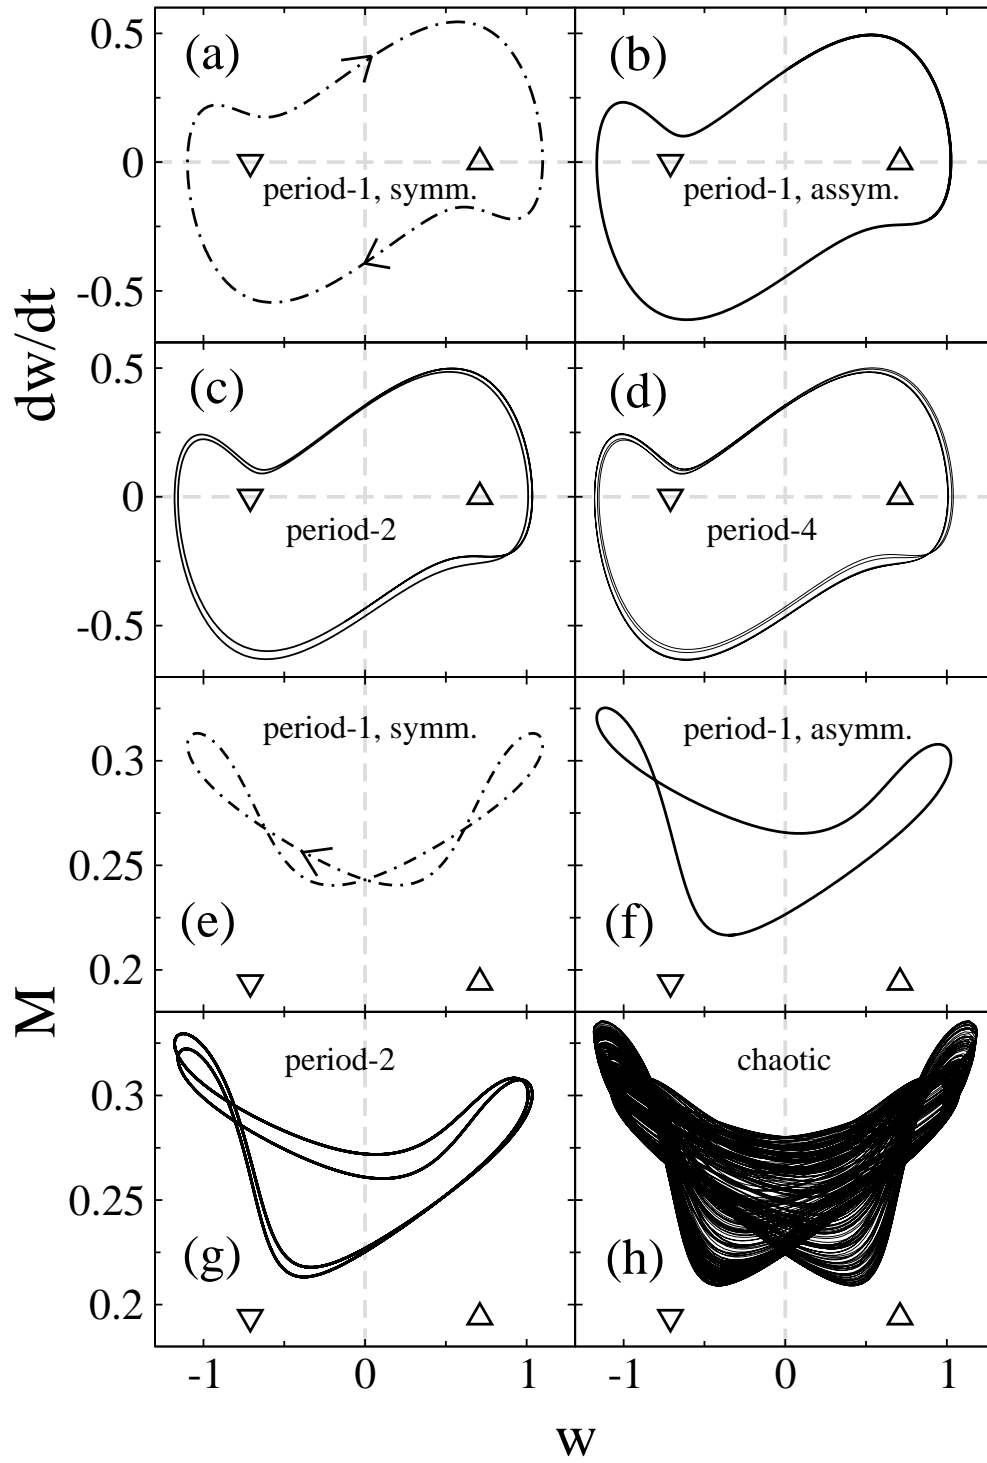 (a)
period-1, symm.
(b)
period-1, assym.
0.5
0
-0.5
dw/dt
(c)
period-2
(d)
period-4
0.5
0
-0.5
period-1, symm.
(e)
period-1, asymm.
(f)
0.3
0.25
0.2
M
period-2
(g)
chaotic
(h)
0.3
0.25
0.2
-1 0 1 -1 0 1
w